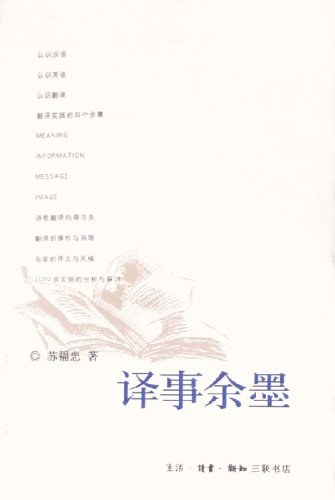 认识汉语
认识英语
认识翻译
翻译实践的四个步骤
MEANING
INFORMATION
MESSAGE
IMAGE
诗歌翻译的得与失
翻译的操作与局限
名家的译文与风格
实例的分析与探讨
◎ 苏福忠 著
译事余墨
生活·读书·新知三联书店